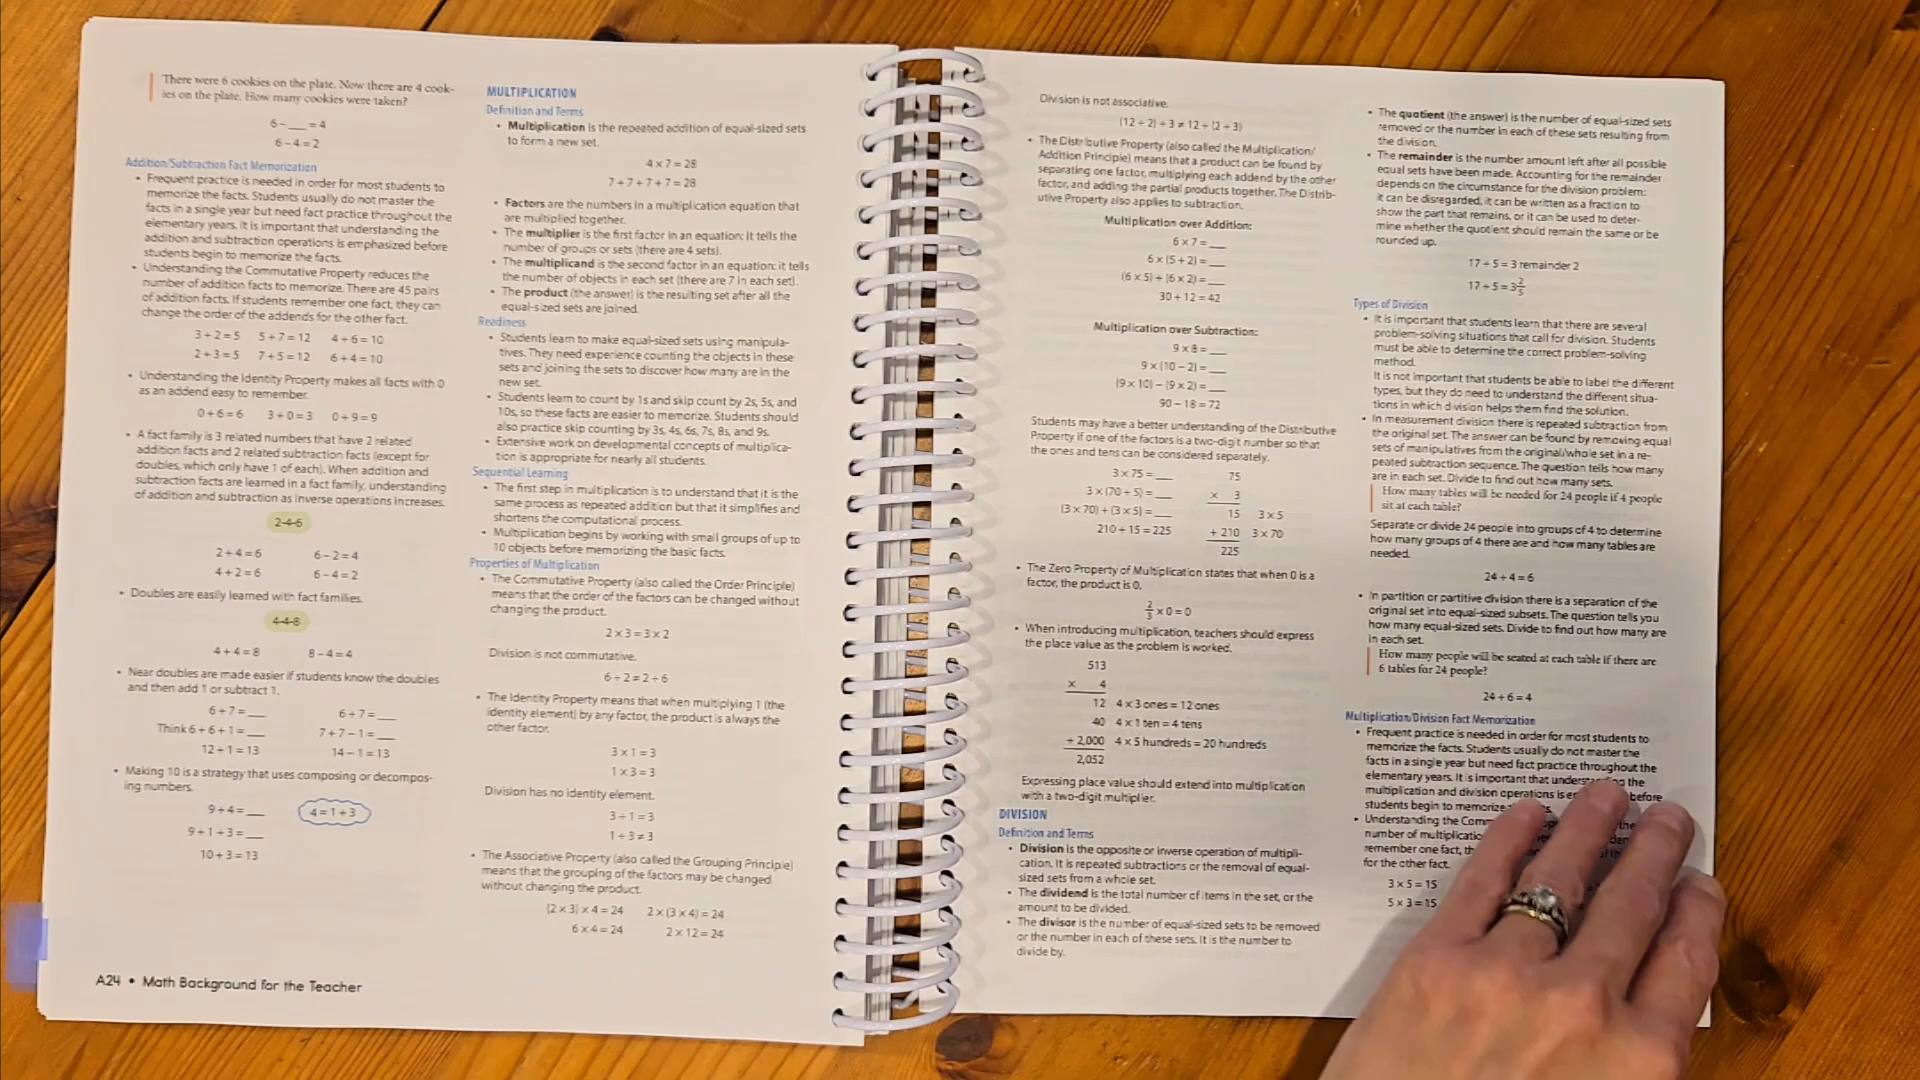 There were 6 cookies on the plate. Now there are 4 cook-
ies on the plate. How many cookies were taken?
6 – __ = 4
6 – 4 = 2
Addition/Subtraction Fact Memorization
• Frequent practice is needed in order for most students to
memorize the facts. Students usually do not master the
facts in a single year but need fact practice throughout the
elementary years. It is important that understanding the
addition and subtraction operations is emphasized before
students begin to memorize the facts.
• Understanding the Commutative Property reduces the
number of addition facts to memorize. There are 45 pairs
of addition facts. If students remember one fact, they can
change the order of the addends for the other fact.
3 + 2 = 5 5 + 7 = 12 4 + 6 = 10
2 + 3 = 5 7 + 5 = 12 6 + 4 = 10
• Understanding the Identity Property makes all facts with 0
as an addend easy to remember.
0 + 6 = 6 3 + 0 = 3 0 + 9 = 9
• A fact family is 3 related numbers that have 2 related
addition facts and 2 related subtraction facts (except for
doubles, which only have 1 of each). When addition and
subtraction facts are learned in a fact family, understanding
of addition and subtraction as inverse operations increases.
2-4-6
2 + 4 = 6 6 – 2 = 4
4 + 2 = 6 6 – 4 = 2
• Doubles are easily learned with fact families.
4-4-8
4 + 4 = 8 8 – 4 = 4
• Near doubles are made easier if students know the doubles
and then add 1 or subtract 1.
6 + 7 = __ 6 + 7 = __
Think 6 + 6 + 1 = __ 7 + 7 – 1 = __
12 + 1 = 13 14 – 1 = 13
• Making 10 is a strategy that uses composing or decompos-
ing numbers.
9 + 4 = __ 4 = 1 + 3
9 + 1 + 3 = __
10 + 3 = 13
A24 • Math Background for the Teacher
MULTIPLICATION
Definition and Terms
• Multiplication is the repeated addition of equal-sized sets
to form a new set.
4 × 7 = 28
7 + 7 + 7 + 7 = 28
• Factors are the numbers in a multiplication equation that
are multiplied together.
• The multiplier is the first factor in an equation: it tells the
number of groups or sets (there are 4 sets).
• The multiplicand is the second factor in an equation: it tells
the number of objects in each set (there are 7 in each set).
• The product (the answer) is the resulting set after all the
equal-sized sets are joined.
Readiness
• Students learn to make equal-sized sets using manipula-
tives. They need experience counting the objects in these
sets and joining the sets to discover how many are in the
new set.
• Students learn to count by 1s and skip count by 2s, 5s, and
10s, so these facts are easier to memorize. Students should
also practice skip counting by 3s, 4s, 6s, 7s, 8s, and 9s.
• Extensive work on developmental concepts of multiplica-
tion is appropriate for nearly all students.
Sequential Learning
• The first step in multiplication is to understand that it is the
same process as repeated addition but that it simplifies and
shortens the computational process.
• Multiplication begins by working with small groups of up to
10 objects before memorizing the basic facts.
Properties of Multiplication
• The Commutative Property (also called the Order Principle)
means that the order of the factors can be changed without
changing the product.
2 × 3 = 3 × 2
Division is not commutative.
6 ÷ 2 ≠ 2 ÷ 6
• The Identity Property means that when multiplying 1 (the
identity element) by any factor, the product is always the
other factor.
3 × 1 = 3
1 × 3 = 3
Division has no identity element.
3 ÷ 1 = 3
1 ÷ 3 ≠ 3
• The Associative Property (also called the Grouping Principle)
means that the grouping of the factors may be changed
without changing the product.
(2 × 3) × 4 = 24 2 × (3 × 4) = 24
6 × 4 = 24 2 × 12 = 24
Division is not associative.
(12 ÷ 2) ÷ 3 ≠ 12 ÷ (2 ÷ 3)
• The Distributive Property (also called the Multiplication/
Addition Principle) means that a product can be found by
separating one factor, multiplying each addend by the other
factor, and adding the partial products together. The Distrib-
utive Property also applies to subtraction.
Multiplication over Addition:
6 × 7 = __
6 × (5 + 2) = __
(6 × 5) + (6 × 2) = __
30 + 12 = 42
Multiplication over Subtraction:
9 × 8 = __
9 × (10 – 2) = __
(9 × 10) – (9 × 2) = __
90 – 18 = 72
Students may have a better understanding of the Distributive
Property if one of the factors is a two-digit number so that
the ones and tens can be considered separately.
3 × 75 = __ 75
3 × (70 + 5) = __ × 3
(3 × 70) + (3 × 5) = __ 15 3 × 5
210 + 15 = 225 + 210 3 × 70
225
• The Zero Property of Multiplication states that when 0 is a
factor, the product is 0.
2/3 × 0 = 0
• When introducing multiplication, teachers should express
the place value as the problem is worked.
513
× 4
12 4 × 3 ones = 12 ones
40 4 × 1 ten = 4 tens
+ 2,000 4 × 5 hundreds = 20 hundreds
2,052
Expressing place value should extend into multiplication
with a two-digit multiplier.
DIVISION
Definition and Terms
• Division is the opposite or inverse operation of multipli-
cation. It is repeated subtractions or the removal of equal-
sized sets from a whole set.
• The dividend is the total number of items in the set, or the
amount to be divided.
• The divisor is the number of equal-sized sets to be removed
or the number in each of these sets. It is the number to
divide by.
• The quotient (the answer) is the number of equal-sized sets
removed or the number in each of these sets resulting from
the division.
• The remainder is the number amount left after all possible
equal sets have been made. Accounting for the remainder
depends on the circumstance for the division problem:
it can be disregarded, it can be written as a fraction to
show the part that remains, or it can be used to deter-
mine whether the quotient should remain the same or be
rounded up.
17 ÷ 5 = 3 remainder 2
17 ÷ 5 = 3 2/5
Types of Division
• It is important that students learn that there are several
problem-solving situations that call for division. Students
must be able to determine the correct problem-solving
method.
It is not important that students be able to label the different
types, but they do need to understand the different situa-
tions in which division helps them find the solution.
• In measurement division there is repeated subtraction from
the original set. The answer can be found by removing equal
sets of manipulatives from the original/whole set in a re-
peated subtraction sequence. The question tells how many
are in each set. Divide to find out how many sets.
How many tables will be needed for 24 people if 4 people
sit at each table?
Separate or divide 24 people into groups of 4 to determine
how many groups of 4 there are and how many tables are
needed.
24 ÷ 4 = 6
• In partition or partitive division there is a separation of the
original set into equal-sized subsets. The question tells you
how many equal-sized sets. Divide to find out how many are
in each set.
How many people will be seated at each table if there are
6 tables for 24 people?
24 ÷ 6 = 4
Multiplication/Division Fact Memorization
• Frequent practice is needed in order for most students to
memorize the facts. Students usually do not master the
facts in a single year but need fact practice throughout the
elementary years. It is important that the
multiplication and division operations is before
students begin to memorize
• Understanding the the
number of
remember one fact,
for the other fact.
3 × 5 = 15
5 × 3 = 15